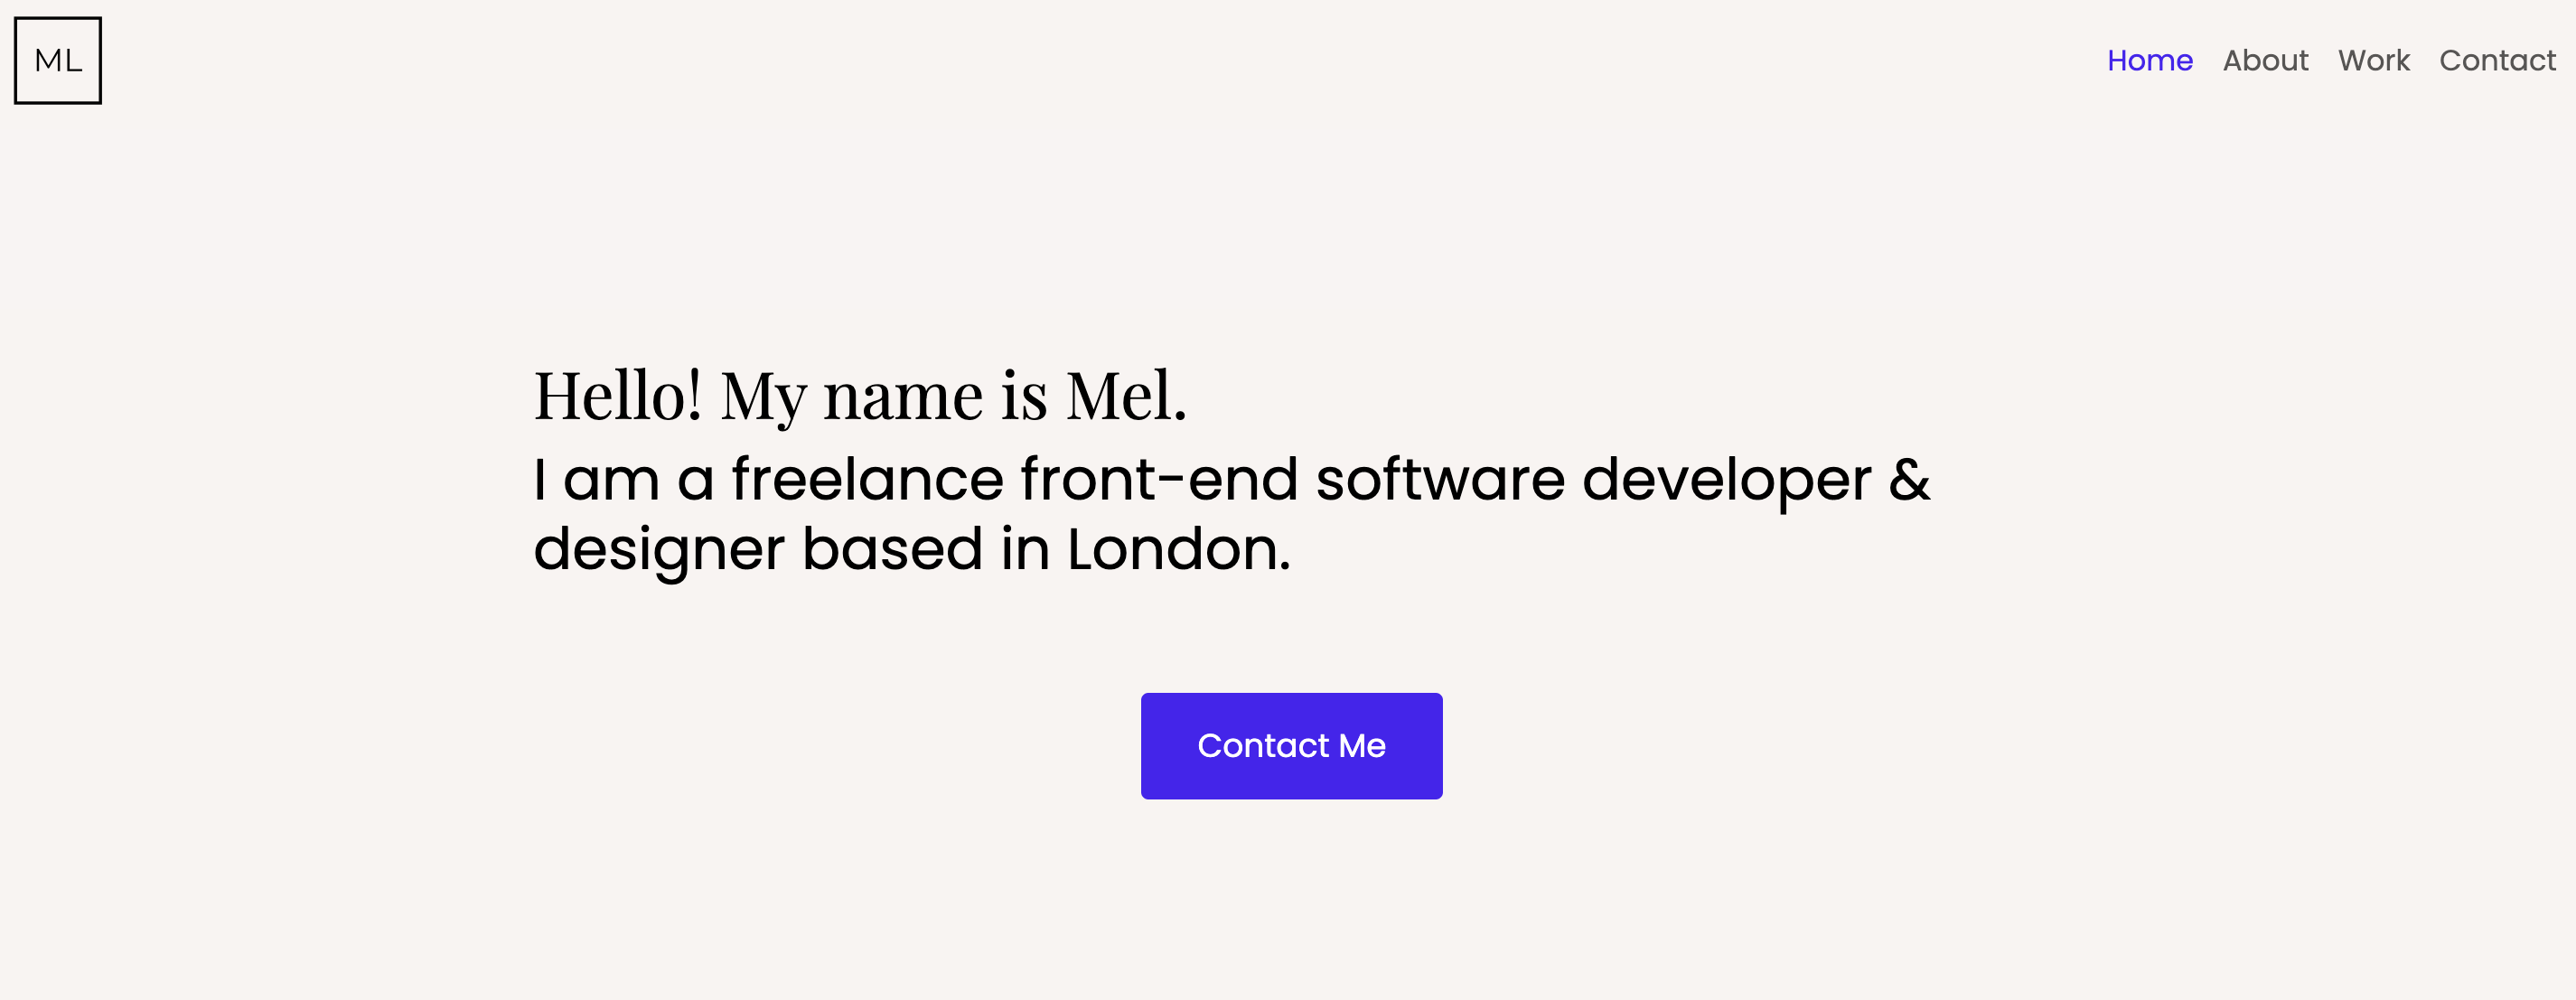 ML
Home About Work Contact
Hello! My name is Mel.
I am a freelance front-end software developer &
designer based in London.
Contact Me